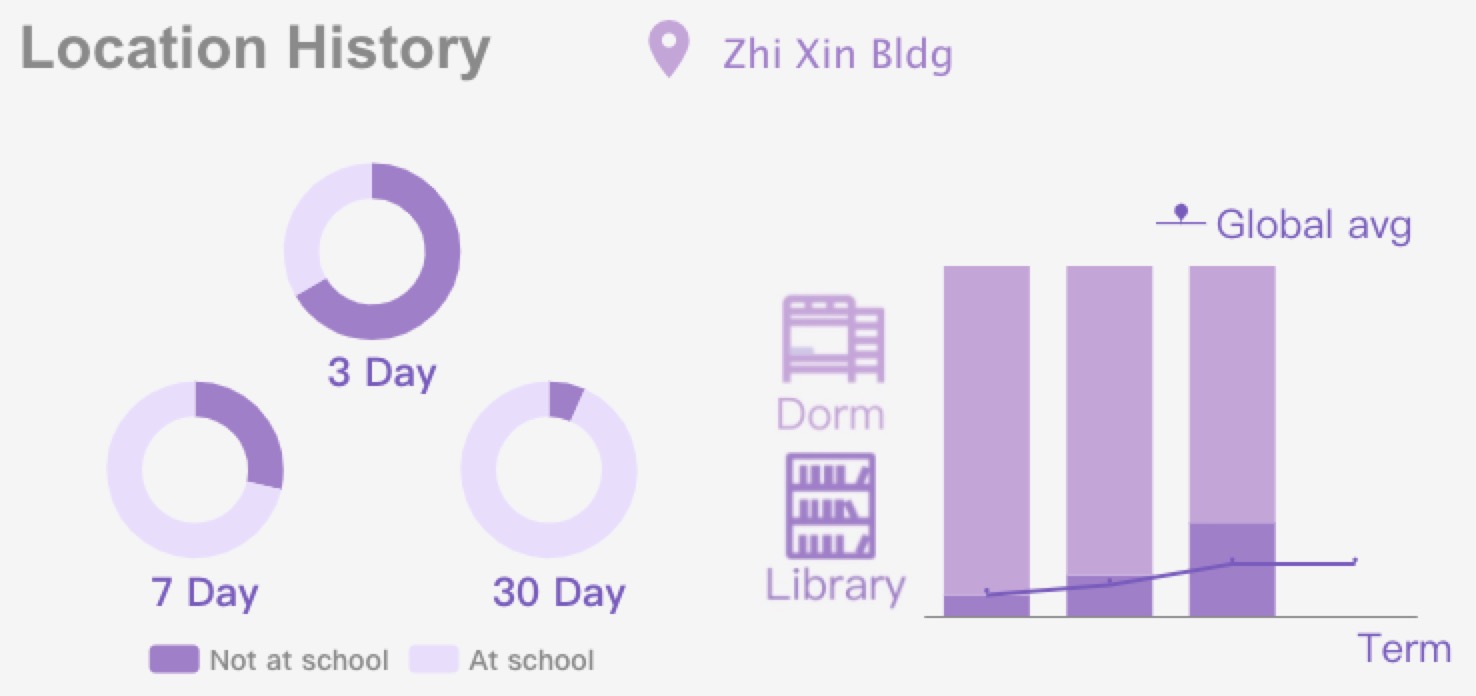 Location History
Zhi Xin Bldg
3 Day
7 Day
30 Day
Not at school
At school
Global avg
Dorm
Library
Term